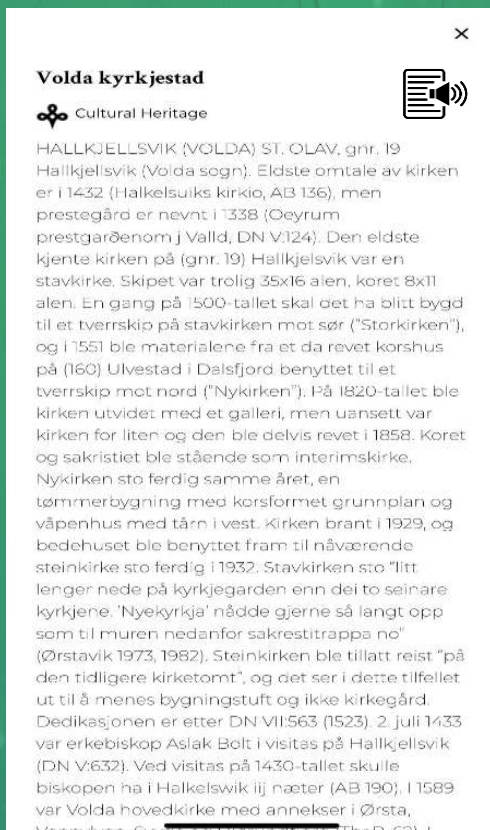 Volda kyrkjestad
Cultural Heritage
HALLKJELLSVIK (VOLDA) ST. OLAV, gnr. 19
Hallkjellsvik (Volda sogn). Eldste omtale av kirken
er i 1432 (Halkelsuiks kirkio, AB 136), men
prestegård er nevnt i 1338 (Oeyrum
prestgarðenom j Valld, DN V:124). Den eldste
kjente kirken på (gnr. 19) Hallkjelsvik var en
stavkirke. Skipet var trolig 35x16 alen, koret 8x11
alen. En gang på 1500-tallet skal det ha blitt bygd
til et tverrskip på stavkirken mot sør ("Storkirken"),
og i 1551 ble materialene fra et da revet korshus
på (160) Ulvestad i Dalsfjord benyttet til et
tverrskip mot nord ("Nykirken"). På 1820-tallet ble
kirken utvidet med et galleri, men uansett var
kirken for liten og den ble delvis revet i 1858. Koret
og sakristiet ble stående som interimskirke.
Nykirken sto ferdig samme året, en
tømmerbygning med korsformet grunnplan og
våpenhus med tårn i vest. Kirken brant i 1929, og
bedehuset ble benyttet fram til nåværende
steinkirke sto ferdig i 1932. Stavkirken sto "litt
lenger nede på kyrkjegarden enn dei to seinare
kyrkjene. 'Nyekyrkja' nådde gjerne så langt opp
som til muren nedanfor sakrestitrappa no"
(Ørstavik 1973, 1982). Steinkirken ble tillatt reist "på
den tidligere kirketomt", og det ser i dette tilfellet
ut til å menes bygningstuft og ikke kirkegård.
Dedikasjonen er etter DN VII:563 (1523). 2. juli 1433
var erkebiskop Aslak Bolt i visitas på Hallkjellsvik
(DN V:632). Ved visitas på 1430-tallet skulle
biskopen ha i Halkelswik iij næter (AB 190). I 1589
var Volda hovedkirke med annekser i Ørsta,